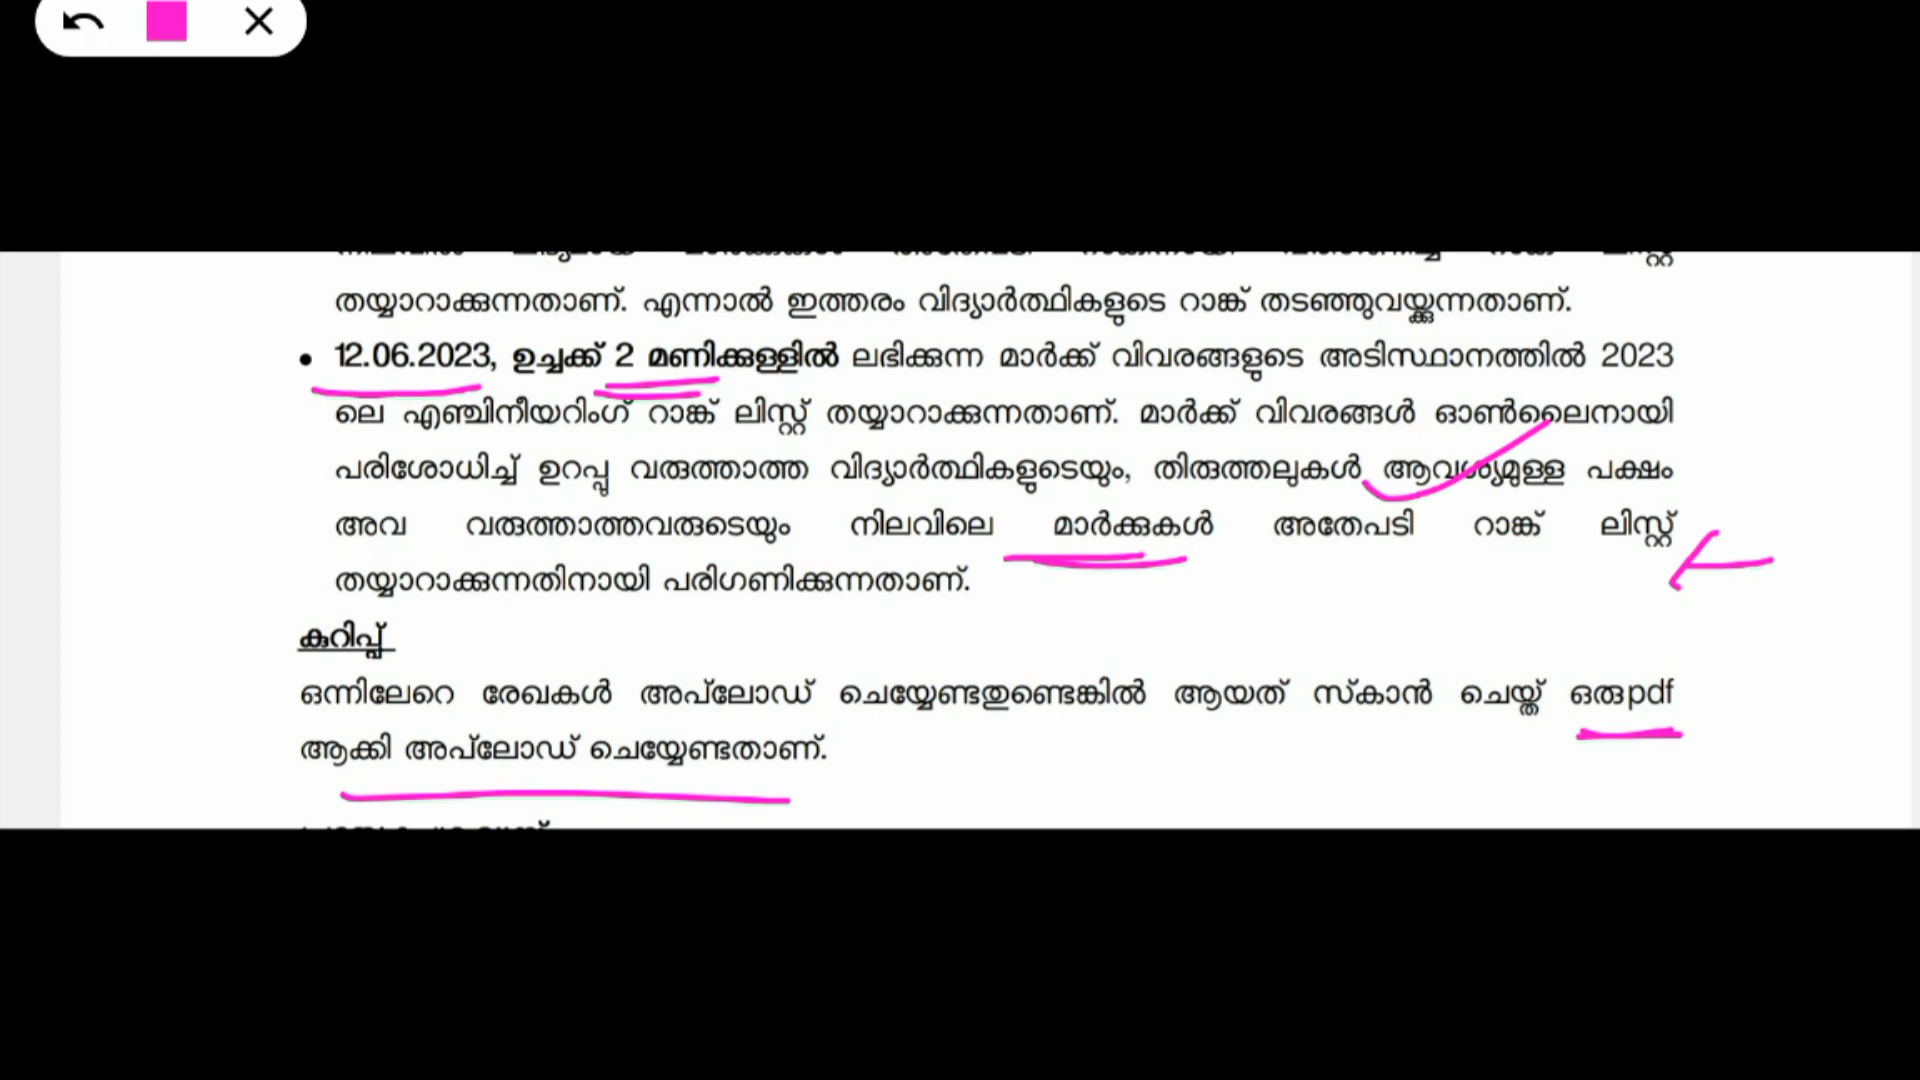 തയ്യാറാക്കുന്നതാണ്. എന്നാൽ ഇത്തരം വിദ്യാർത്ഥികളുടെ റാങ്ക് തടഞ്ഞുവയ്ക്കുന്നതാണ്.
• 12.06.2023, ഉച്ചക്ക് 2 മണിക്കുള്ളിൽ ലഭിക്കുന്ന മാർക്ക് വിവരങ്ങളുടെ അടിസ്ഥാനത്തിൽ 2023
ലെ എഞ്ചിനീയറിംഗ് റാങ്ക് ലിസ്റ്റ് തയ്യാറാക്കുന്നതാണ്. മാർക്ക് വിവരങ്ങൾ ഓൺലൈനായി
പരിശോധിച്ച് ഉറപ്പു വരുത്താത്ത വിദ്യാർത്ഥികളുടെയും, തിരുത്തലുകൾ ആവശ്യമുള്ള പക്ഷം
അവ വരുത്താത്തവരുടെയും നിലവിലെ മാർക്കുകൾ അതേപടി റാങ്ക് ലിസ്റ്റ്
തയ്യാറാക്കുന്നതിനായി പരിഗണിക്കുന്നതാണ്.
കുറിപ്പ്
ഒന്നിലേറെ രേഖകൾ അപ്‌ലോഡ് ചെയ്യേണ്ടതുണ്ടെങ്കിൽ ആയത് സ്കാൻ ചെയ്ത് ഒരുpdf
ആക്കി അപ്‌ലോഡ് ചെയ്യേണ്ടതാണ്.